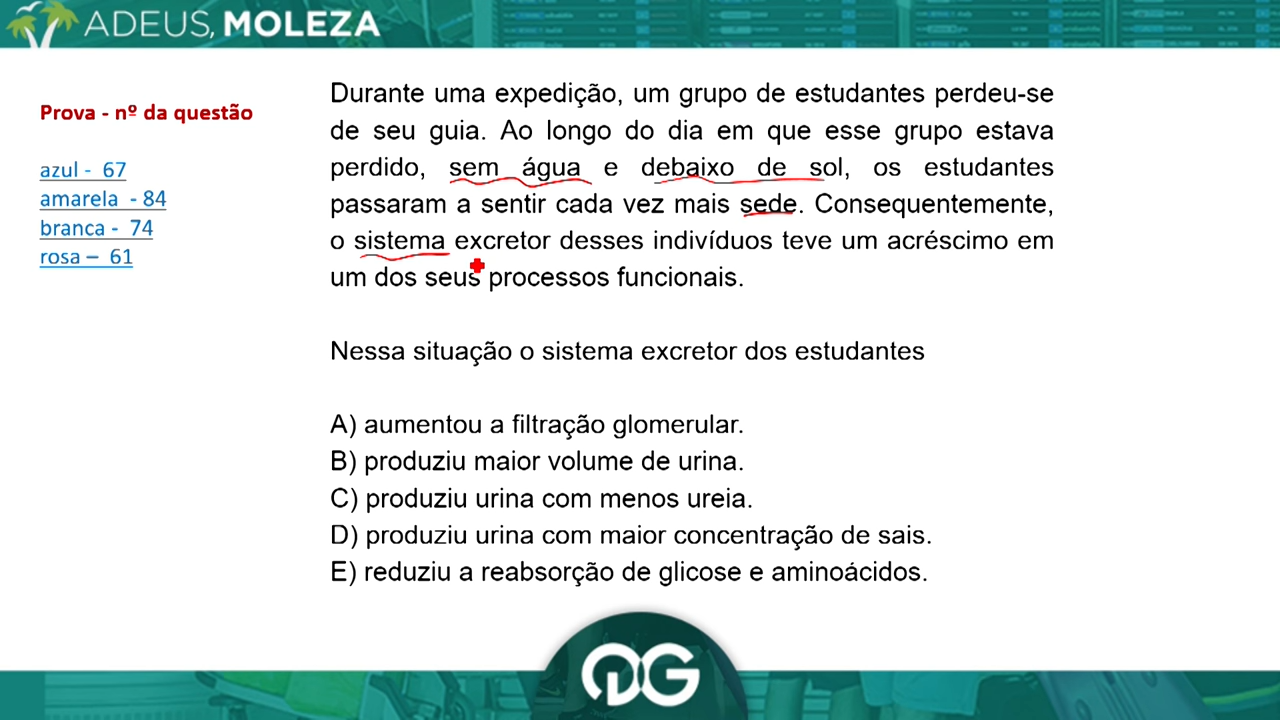 ADEUS, MOLEZA
Prova - nº da questão
azul - 67
amarela - 84
branca - 74
rosa – 61
Durante uma expedição, um grupo de estudantes perdeu-se
de seu guia. Ao longo do dia em que esse grupo estava
perdido, sem água e debaixo de sol, os estudantes
passaram a sentir cada vez mais sede. Consequentemente,
o sistema excretor desses indivíduos teve um acréscimo em
um dos seus processos funcionais.
Nessa situação o sistema excretor dos estudantes
A) aumentou a filtração glomerular.
B) produziu maior volume de urina.
C) produziu urina com menos ureia.
D) produziu urina com maior concentração de sais.
E) reduziu a reabsorção de glicose e aminoácidos.
QG